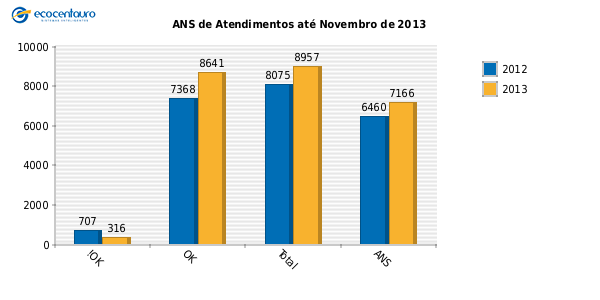 ecocentauro
ANS de Atendimentos até Novembro de 2013
10000
8000
6000
4000
2000
0
707
316
7368
8641
8075
8957
6460
7166
!OK
OK
Total
ANS
2012
2013